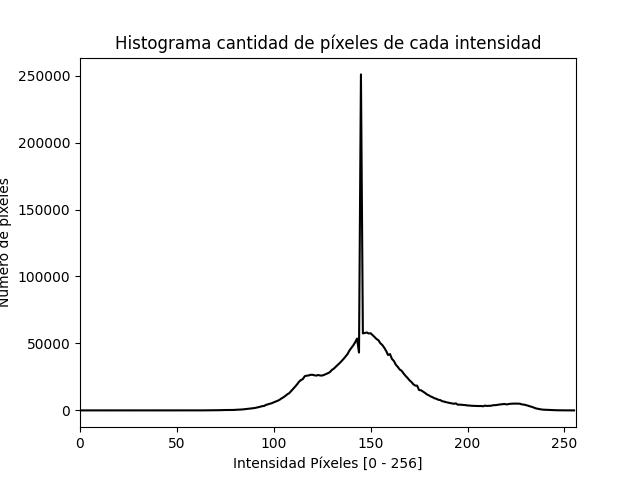 Histograma cantidad de píxeles de cada intensidad
250000
200000
150000
100000
50000
0
Número de píxeles
0 50 100 150 200 250
Intensidad Píxeles [0 - 256]